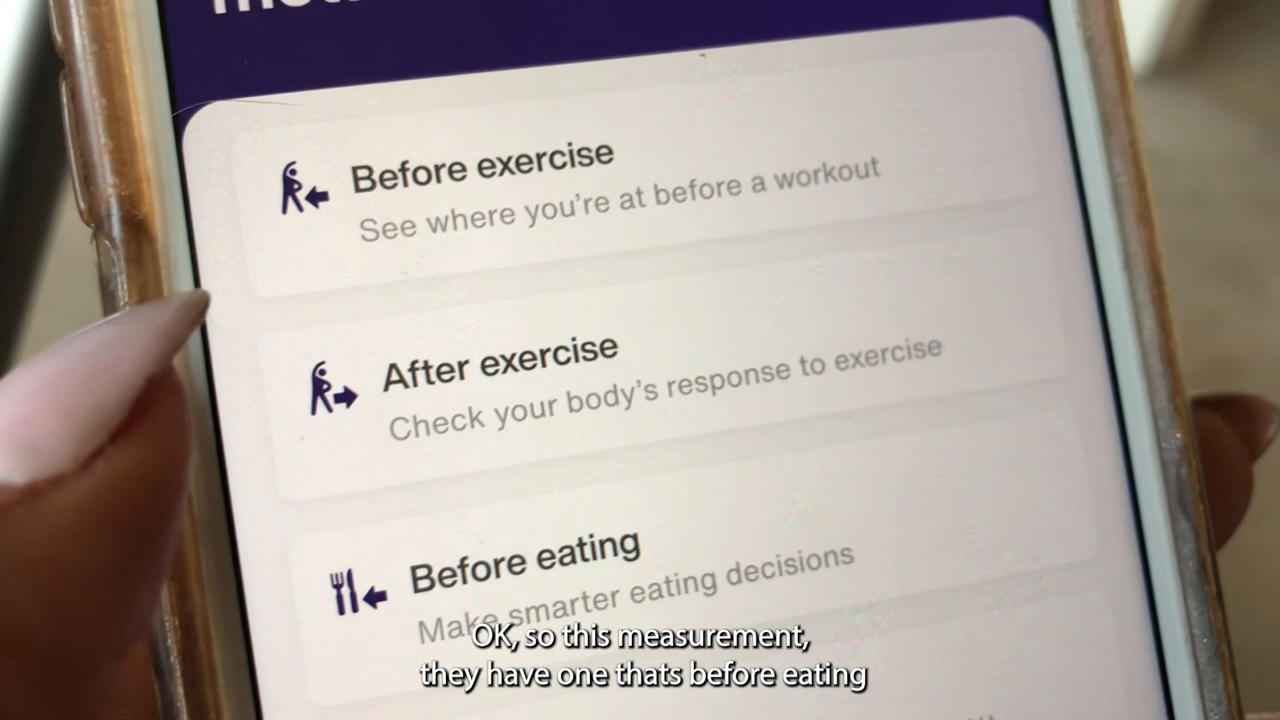 Before exercise
See where you're at before a workout
After exercise
Check your body's response to exercise
Before eating
Make smarter eating decisions
OK, so this measurement,
they have one thats before eating